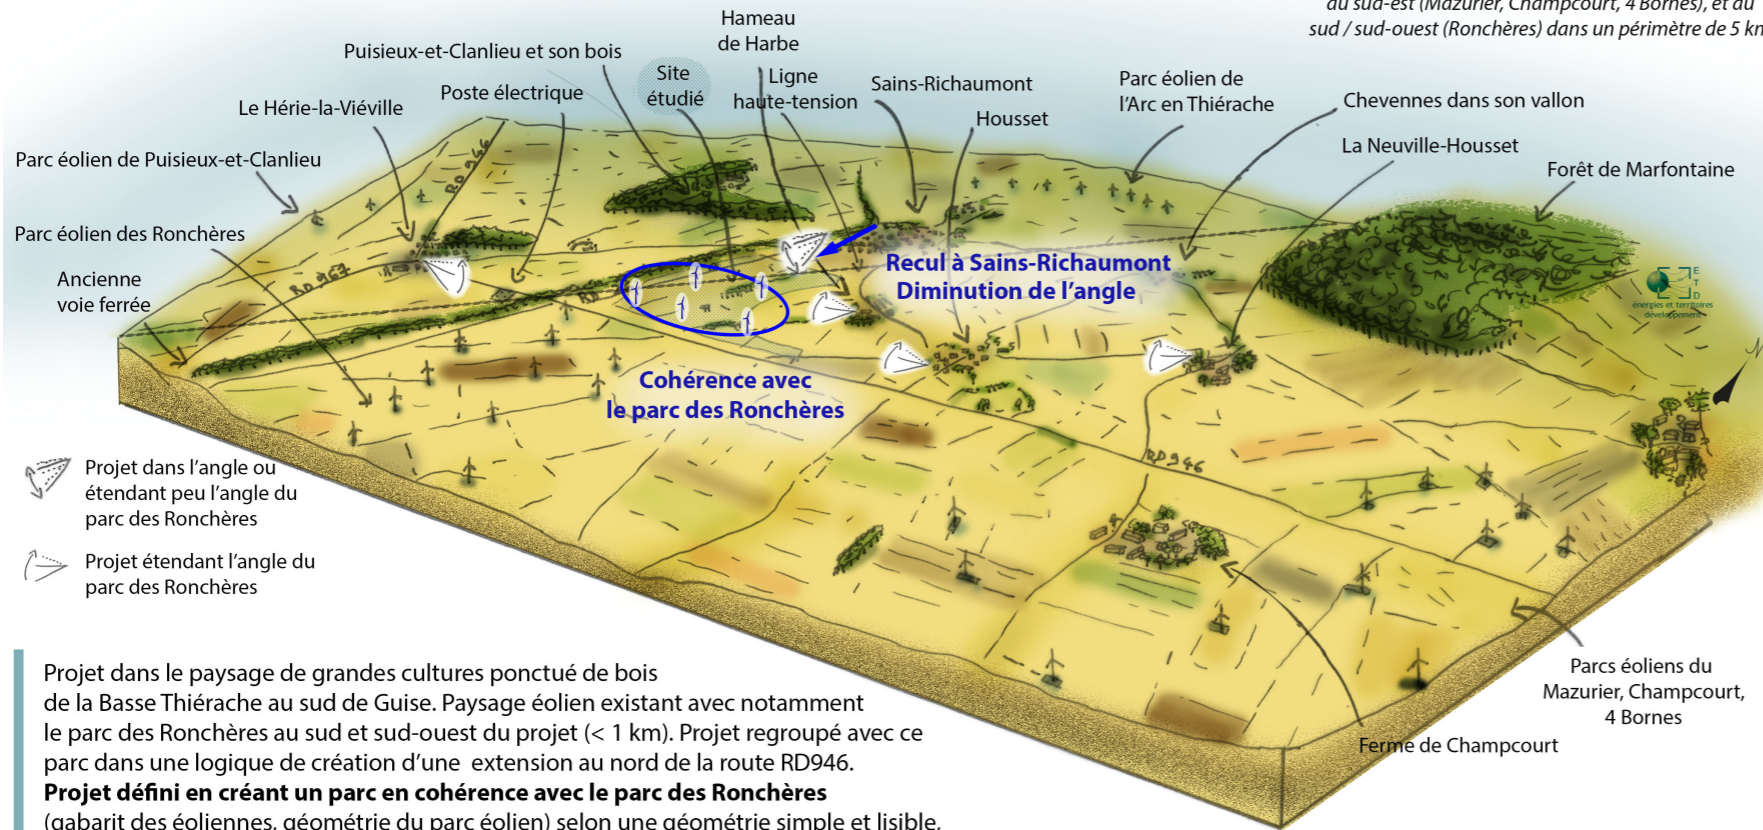 au sud-est (Mazurier, Champcourt, 4 Bornes), et au
sud / sud-ouest (Ronchères) dans un périmètre de 5 km
Hameau
de Harbe
Puisieux-et-Clanlieu et son bois
Site
étudié
Ligne
haute-tension
Sains-Richaumont
Parc éolien de
l'Arc en Thiérache
Chevennes dans son vallon
Le Hérie-la-Viéville
Poste électrique
Housset
La Neuville-Housset
Parc éolien de Puisieux-et-Clanlieu
Forêt de Marfontaine
RD946
Parc éolien des Ronchères
Ancienne
voie ferrée
RD967
RD
Recul à Sains-Richaumont
Diminution de l'angle
E
T
D
énergies et territoires
développement
N
Cohérence avec
le parc des Ronchères
RD946
Projet dans l'angle ou
étendant peu l'angle du
parc des Ronchères
Projet étendant l'angle du
parc des Ronchères
Parcs éoliens du
Mazurier, Champcourt,
4 Bornes
Ferme de Champcourt
Projet dans le paysage de grandes cultures ponctué de bois
de la Basse Thiérache au sud de Guise. Paysage éolien existant avec notamment
le parc des Ronchères au sud et sud-ouest du projet (< 1 km). Projet regroupé avec ce
parc dans une logique de création d'une extension au nord de la route RD946.
Projet défini en créant un parc en cohérence avec le parc des Ronchères
(gabarit des éoliennes, géométrie du parc éolien) selon une géométrie simple et lisible,